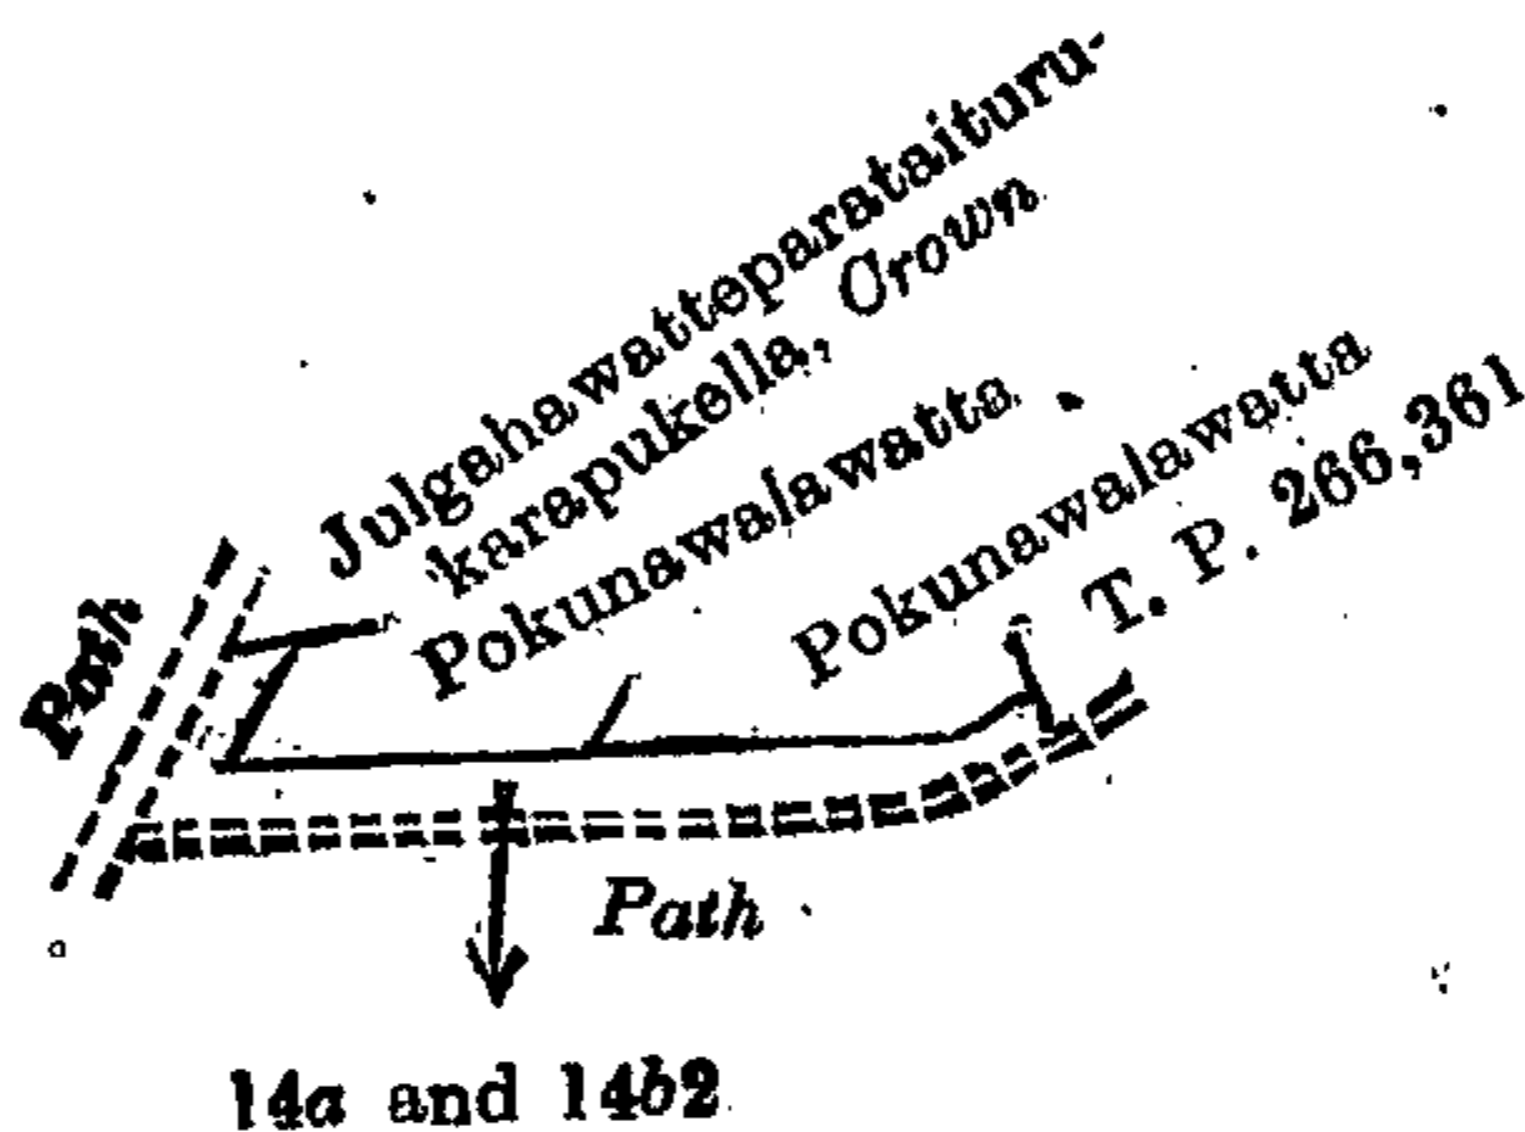 Julgahawatteparataituru-
karapukella, Crown
Pokunawalawatta
Pokunawalawatta
T. P. 266,361
Path
Path
14a and 14b2